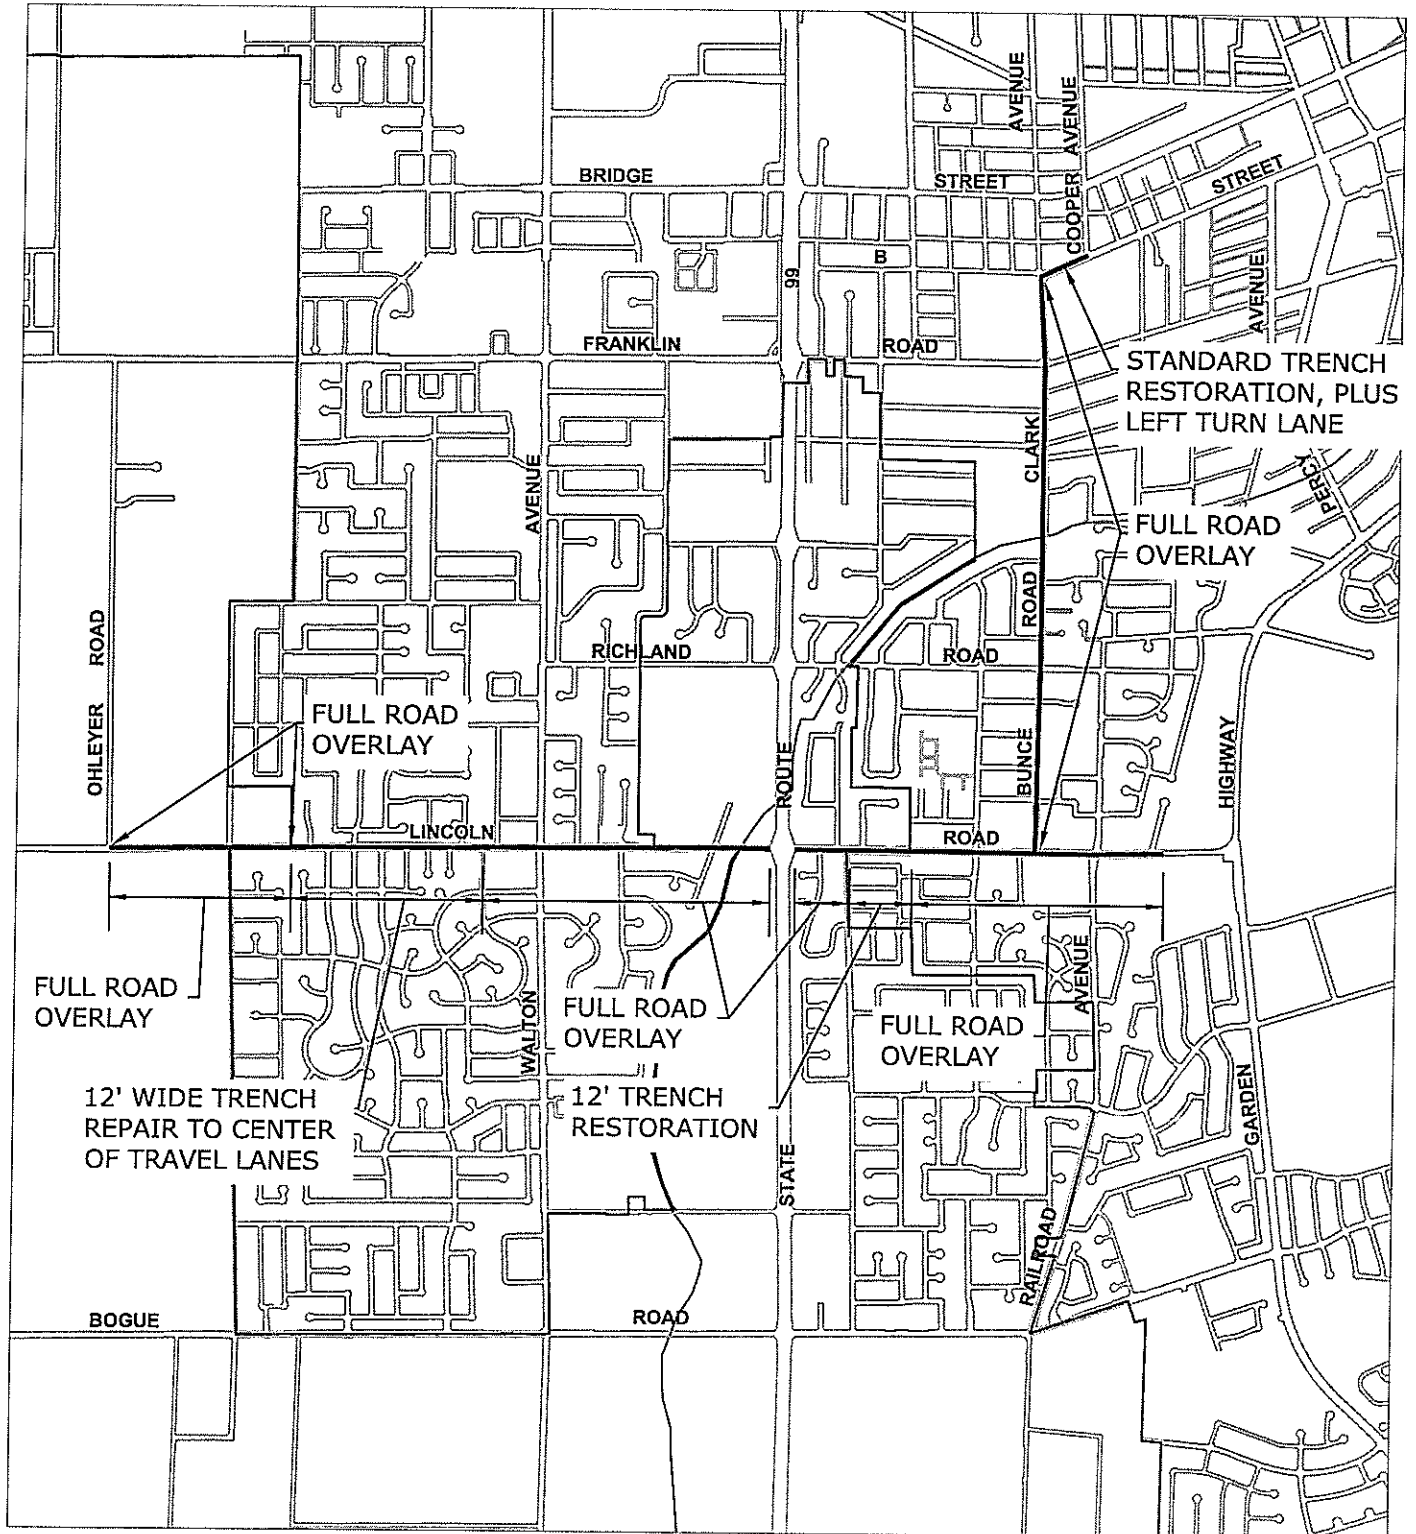 AVENUE
COOPER AVENUE
BRIDGE STREET
STREET
B
99
AVENUE
FRANKLIN ROAD
STANDARD TRENCH
RESTORATION, PLUS
LEFT TURN LANE
CLARK
AVENUE
PERCY
FULL ROAD
OVERLAY
ROAD
OHLEYER ROAD
RICHLAND ROAD
FULL ROAD
OVERLAY
ROUTE
BUNCE
HIGHWAY
LINCOLN ROAD
FULL ROAD
OVERLAY
WALTON
FULL ROAD
OVERLAY
FULL ROAD
OVERLAY
AVENUE
12' WIDE TRENCH
REPAIR TO CENTER
OF TRAVEL LANES
12' TRENCH
RESTORATION
STATE
GARDEN
RAILROAD
BOGUE ROAD